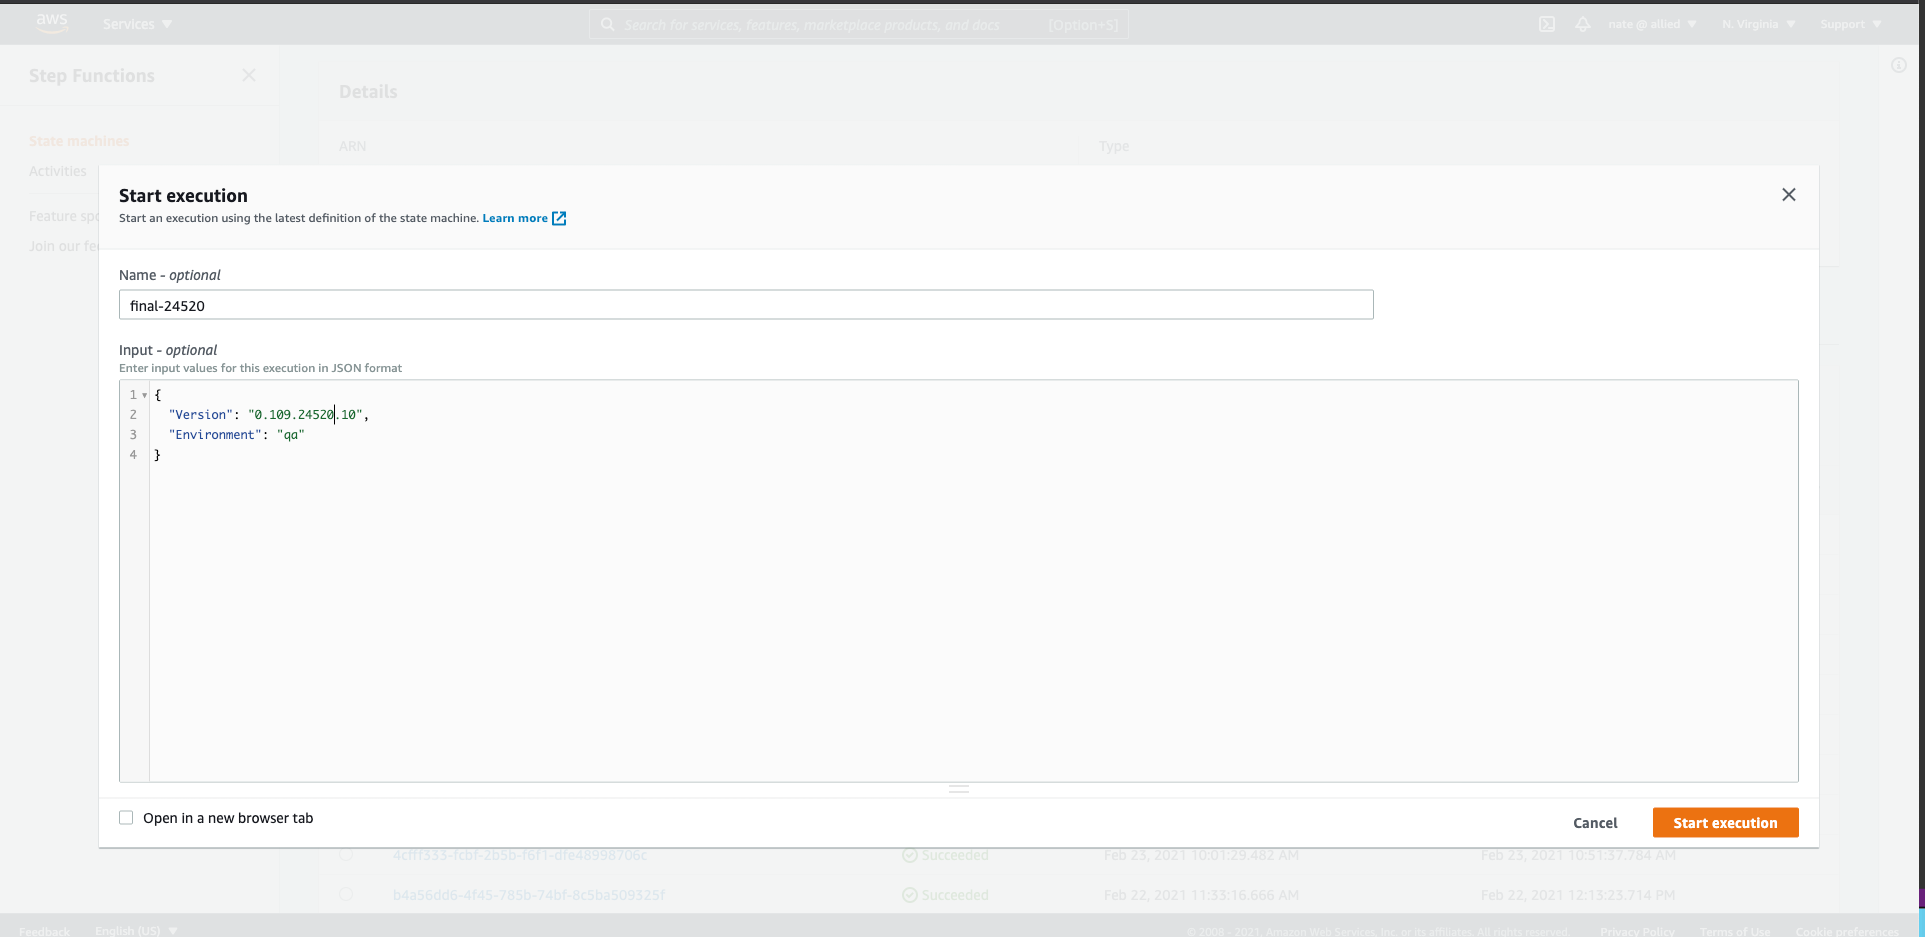 aws
Services
Search for services, features, marketplace products, and docs [Option+S]
nate @ allied
N. Virginia
Support
Step Functions
State machines
Activities
Feature spo
Join our fee
Details
ARN
Type
Start execution
Start an execution using the latest definition of the state machine. Learn more
Name - optional
final-24520
Input - optional
Enter input values for this execution in JSON format
1 {
2 "Version": "0.109.24520.10",
3 "Environment": "qa"
4 }
Open in a new browser tab
Cancel
Start execution
4cfff333-fcbf-2b5b-f6f1-dfe48998706c Succeeded Feb 23, 2021 10:01:29.482 AM Feb 23, 2021 10:51:37.784 AM
b4a56dd6-4f45-785b-74bf-8c5ba509325f Succeeded Feb 22, 2021 11:33:16.666 AM Feb 22, 2021 12:13:23.714 PM
Feedback English (US) © 2008 - 2021, Amazon Web Services, Inc. or its affiliates. All rights reserved. Privacy Policy Terms of Use Cookie preferences